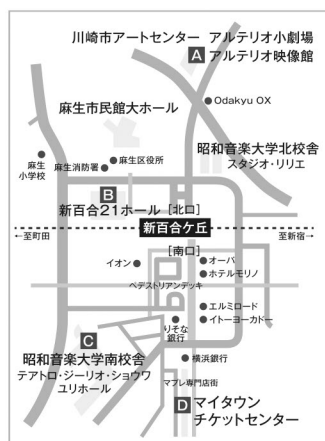 川崎市アートセンター アルテリオ小劇場
A アルテリオ映像館
Odakyu OX
麻生市民館大ホール
昭和音楽大学北校舎
スタジオ・リリエ
麻生
小学校
麻生消防署
麻生区役所
B
新百合21ホール
[北口]
←至町田
新百合ケ丘
至新宿→
[南口]
イオン
オーパ
ホテルモリノ
ペデストリアンデッキ
エルミロード
イトーヨーカドー
りそな
銀行
C
昭和音楽大学南校舎
テアトロ・ジーリオ・ショウワ
ユリホール
横浜銀行
マプレ専門店街
D マイタウン
チケットセンター